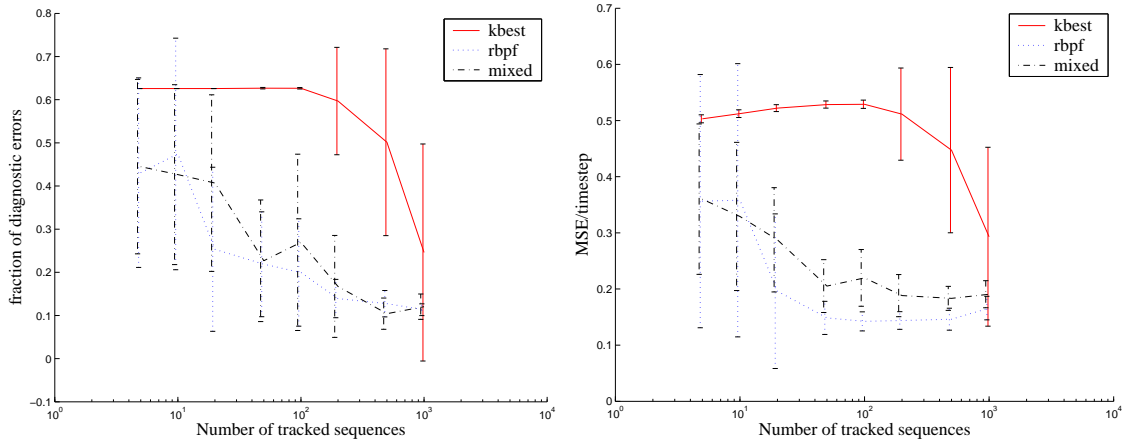 0.8
0.7
0.6
0.5
0.4
0.3
0.2
0.1
0
−0.1
fraction of diagnostic errors
10^0
10^1
10^2
10^3
10^4
Number of tracked sequences
kbest
rbpf
mixed
0.7
0.6
0.5
0.4
0.3
0.2
0.1
0
MSE/timestep
10^0
10^1
10^2
10^3
10^4
Number of tracked sequences
kbest
rbpf
mixed